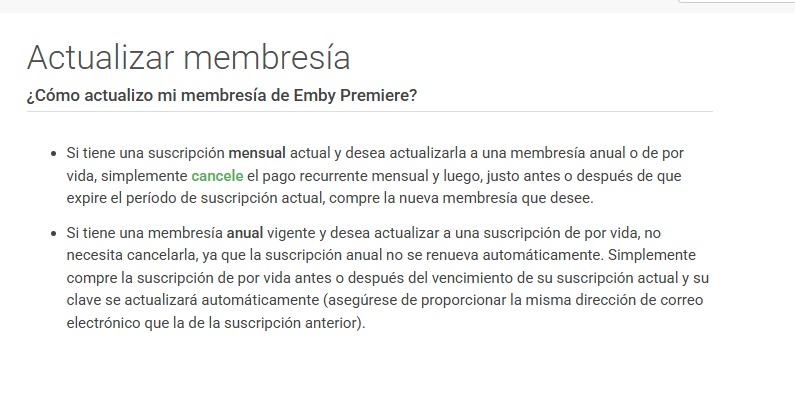 Actualizar membresía
¿Cómo actualizo mi membresía de Emby Premiere?
Si tiene una suscripción mensual actual y desea actualizarla a una membresía anual o de por
vida, simplemente cancele el pago recurrente mensual y luego, justo antes o después de que
expire el período de suscripción actual, compre la nueva membresía que desee.
Si tiene una membresía anual vigente y desea actualizar a una suscripción de por vida, no
necesita cancelarla, ya que la suscripción anual no se renueva automáticamente. Simplemente
compre la suscripción de por vida antes o después del vencimiento de su suscripción actual y su
clave se actualizará automáticamente (asegúrese de proporcionar la misma dirección de correo
electrónico que la de la suscripción anterior).